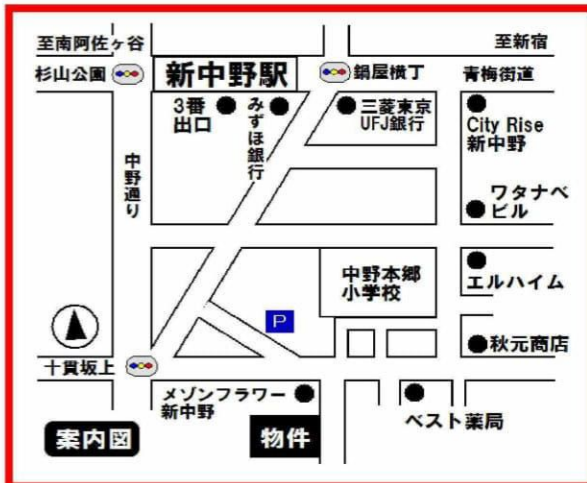 至南阿佐ヶ谷
至新宿
杉山公園
新中野駅
鍋屋横丁
青梅街道
3番
出口
みずほ銀行
三菱東京
UFJ銀行
City Rise
新中野
中野通り
ワタナベ
ビル
中野本郷
小学校
エルハイム
P
秋元商店
十貫坂上
メゾンフラワー
新中野
ベスト薬局
案内図
物件